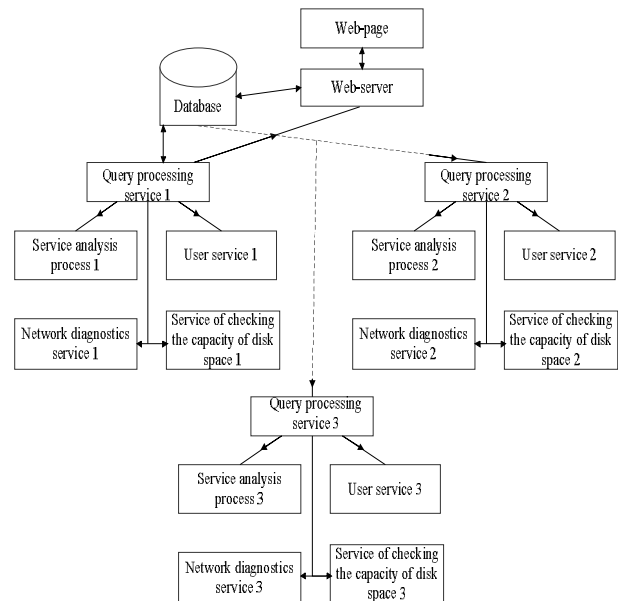 Web-page
Web-server
Database
Query processing
service 1
Query processing
service 2
Service analysis
process 1
User service 1
Service analysis
process 2
User service 2
Network diagnostics
service 1
Service of checking
the capacity of disk
space 1
Network diagnostics
service 2
Service of checking
the capacity of disk
space 2
Query processing
service 3
Service analysis
process 3
User service 3
Network diagnostics
service 3
Service of checking
the capacity of disk
space 3